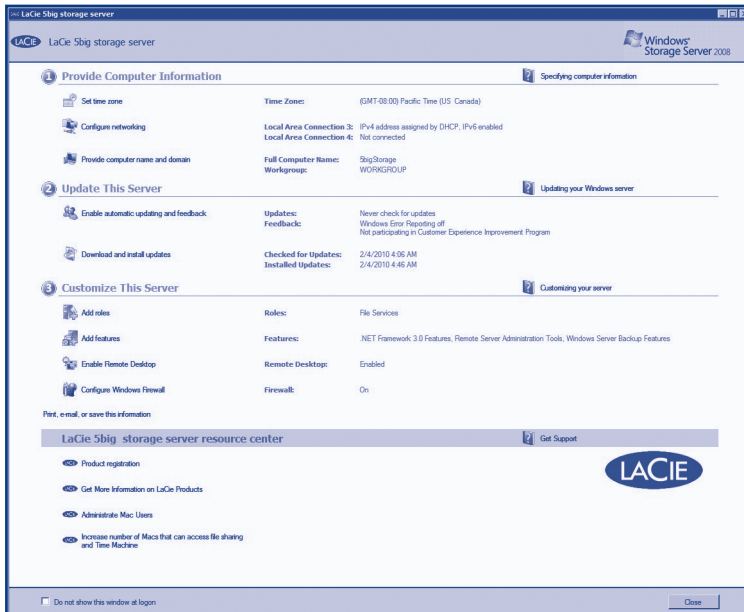 LaCie 5big storage server
LACIE LaCie 5big storage server
Windows
Storage Server 2008
1 Provide Computer Information
Specifying computer information
Set time zone
Time Zone: (GMT-08:00) Pacific Time (US Canada)
Configure networking
Local Area Connection 3: IPv4 address assigned by DHCP, IPv6 enabled
Local Area Connection 4: Not connected
Provide computer name and domain
Full Computer Name: 5bigStorage
Workgroup: WORKGROUP
2 Update This Server
Updating your Windows server
Enable automatic updating and feedback
Updates: Never check for updates
Feedback: Windows Error Reporting off
Not participating in Customer Experience Improvement Program
Download and install updates
Checked for Updates: 2/4/2010 4:06 AM
Installed Updates: 2/4/2010 4:46 AM
3 Customize This Server
Customizing your server
Add roles
Roles: File Services
Add features
Features: .NET Framework 3.0 Features, Remote Server Administration Tools, Windows Server Backup Features
Enable Remote Desktop
Remote Desktop: Enabled
Configure Windows Firewall
Firewall: On
Print, e-mail, or save this information
LaCie 5big storage server resource center
Get Support
LACIE
Product registration
Get More Information on LaCie Products
Administrate Mac Users
Increase number of Macs that can access file sharing
and Time Machine
Do not show this window at logon
Close